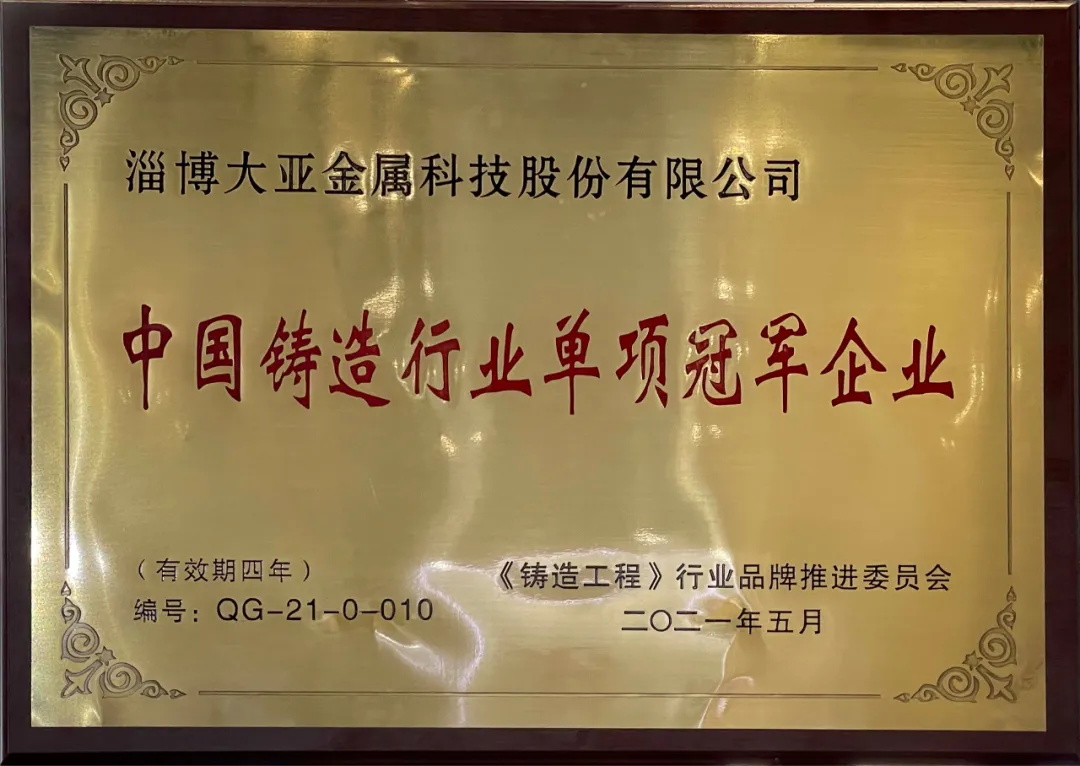 淄博大亚金属科技股份有限公司
中国铸造行业单项冠军企业
（有效期四年）
编号：QG-21-0-010
《铸造工程》行业品牌推进委员会
二〇二一年五月